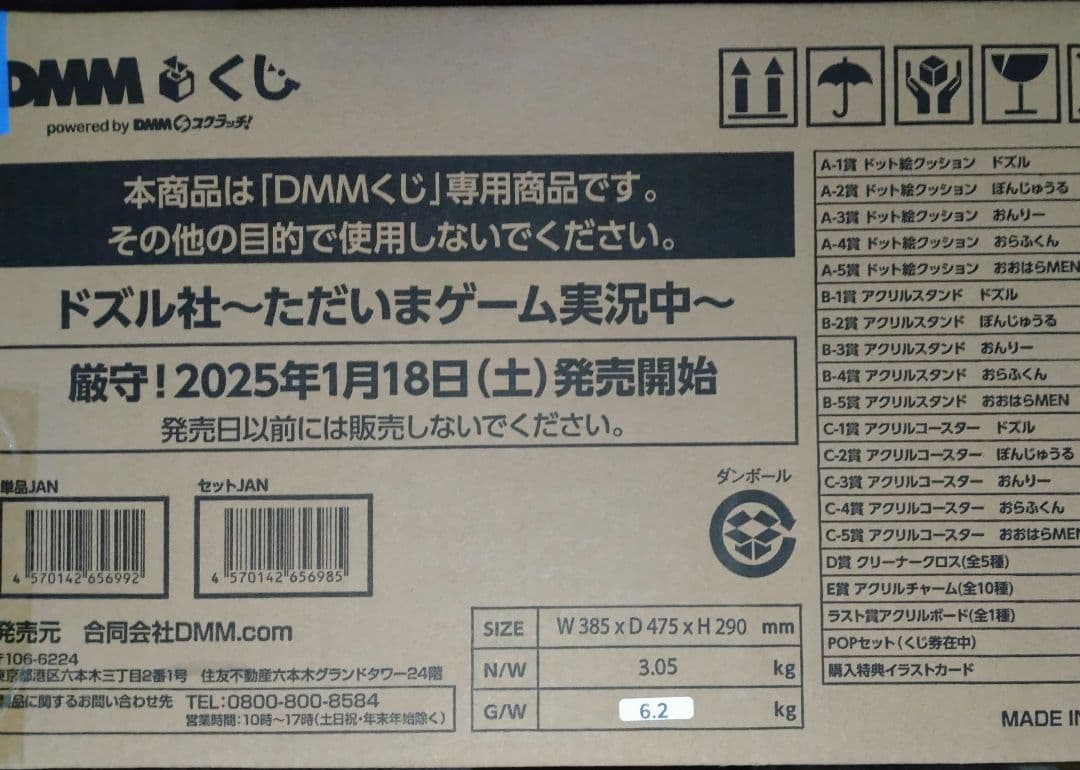 DMM くじ
powered by DMMスクラッチ!
本商品は「DMMくじ」専用商品です。
その他の目的で使用しないでください。
ドズル社～ただいまゲーム実況中～
厳守!2025年1月18日(土)発売開始
発売日以前には販売しないでください。
単品JAN
4 570142 656992
セットJAN
4 570142 656985
ダンボール
発売元 合同会社DMM.com
〒106-6224
東京都港区六本木三丁目2番1号 住友不動産六本木グランドタワー24階
製品に関するお問い合わせ先 TEL:0800-800-8584
営業時間:10時～17時(土日祝・年末年始除く)
SIZE W 385 x D 475 x H 290 mm
N/W 3.05 kg
G/W 6.2 kg
A-1賞 ドット絵クッション ドズル
A-2賞 ドット絵クッション ぼんじゅうる
A-3賞 ドット絵クッション おんりー
A-4賞 ドット絵クッション おらふくん
A-5賞 ドット絵クッション おおはらMEN
B-1賞 アクリルスタンド ドズル
B-2賞 アクリルスタンド ぼんじゅうる
B-3賞 アクリルスタンド おんりー
B-4賞 アクリルスタンド おらふくん
B-5賞 アクリルスタンド おおはらMEN
C-1賞 アクリルコースター ドズル
C-2賞 アクリルコースター ぼんじゅうる
C-3賞 アクリルコースター おんりー
C-4賞 アクリルコースター おらふくん
C-5賞 アクリルコースター おおはらMEN
D賞 クリーナークロス(全5種)
E賞 アクリルチャーム(全10種)
ラスト賞アクリルボード(全1種)
POPセット(くじ券在中)
購入特典イラストカード
MADE IN